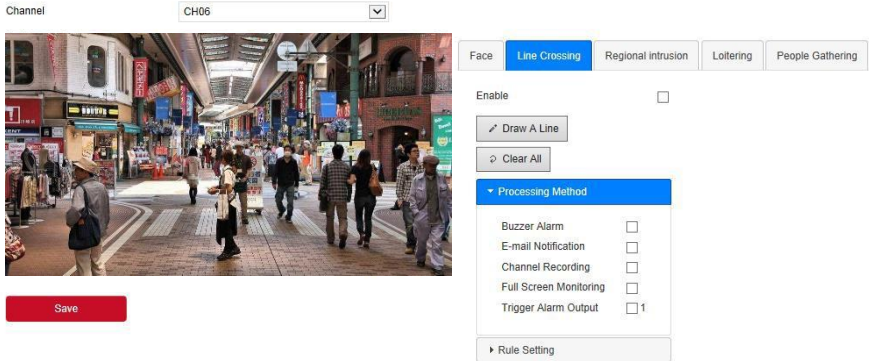 Channel
CH06
Face
Line Crossing
Regional intrusion
Loitering
People Gathering
Enable
Draw A Line
Clear All
Processing Method
Buzzer Alarm
E-mail Notification
Channel Recording
Full Screen Monitoring
Trigger Alarm Output 1
Rule Setting
Save